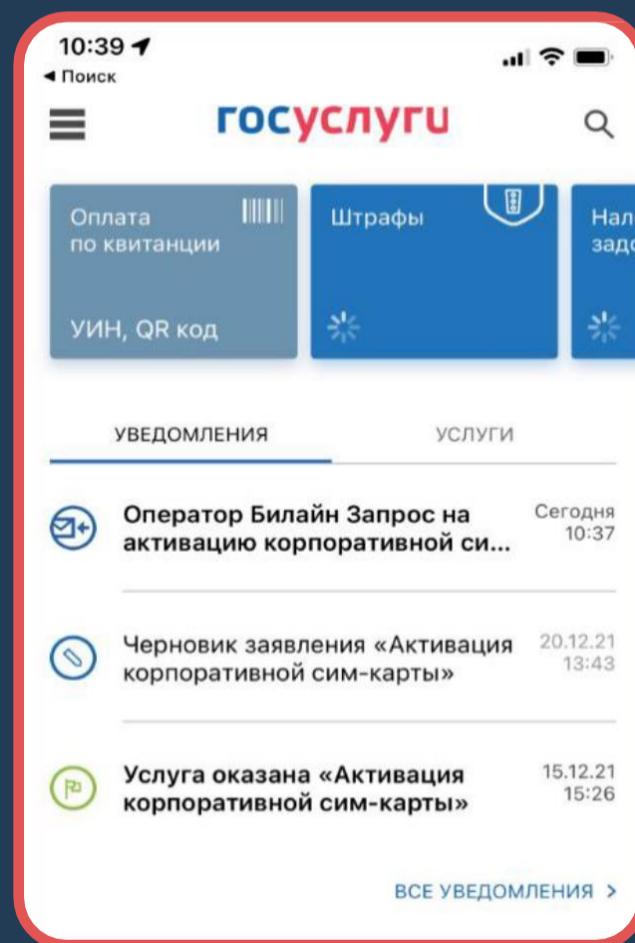 10:39
◀ Поиск
госуслуги
Оплата
по квитанции
УИН, QR код
Штрафы
Нал
задо
УВЕДОМЛЕНИЯ
УСЛУГИ
Оператор Билайн Запрос на
активацию корпоративной си...
Сегодня
10:37
Черновик заявления «Активация
корпоративной сим-карты»
20.12.21
13:43
Услуга оказана «Активация
корпоративной сим-карты»
15.12.21
15:26
ВСЕ УВЕДОМЛЕНИЯ >